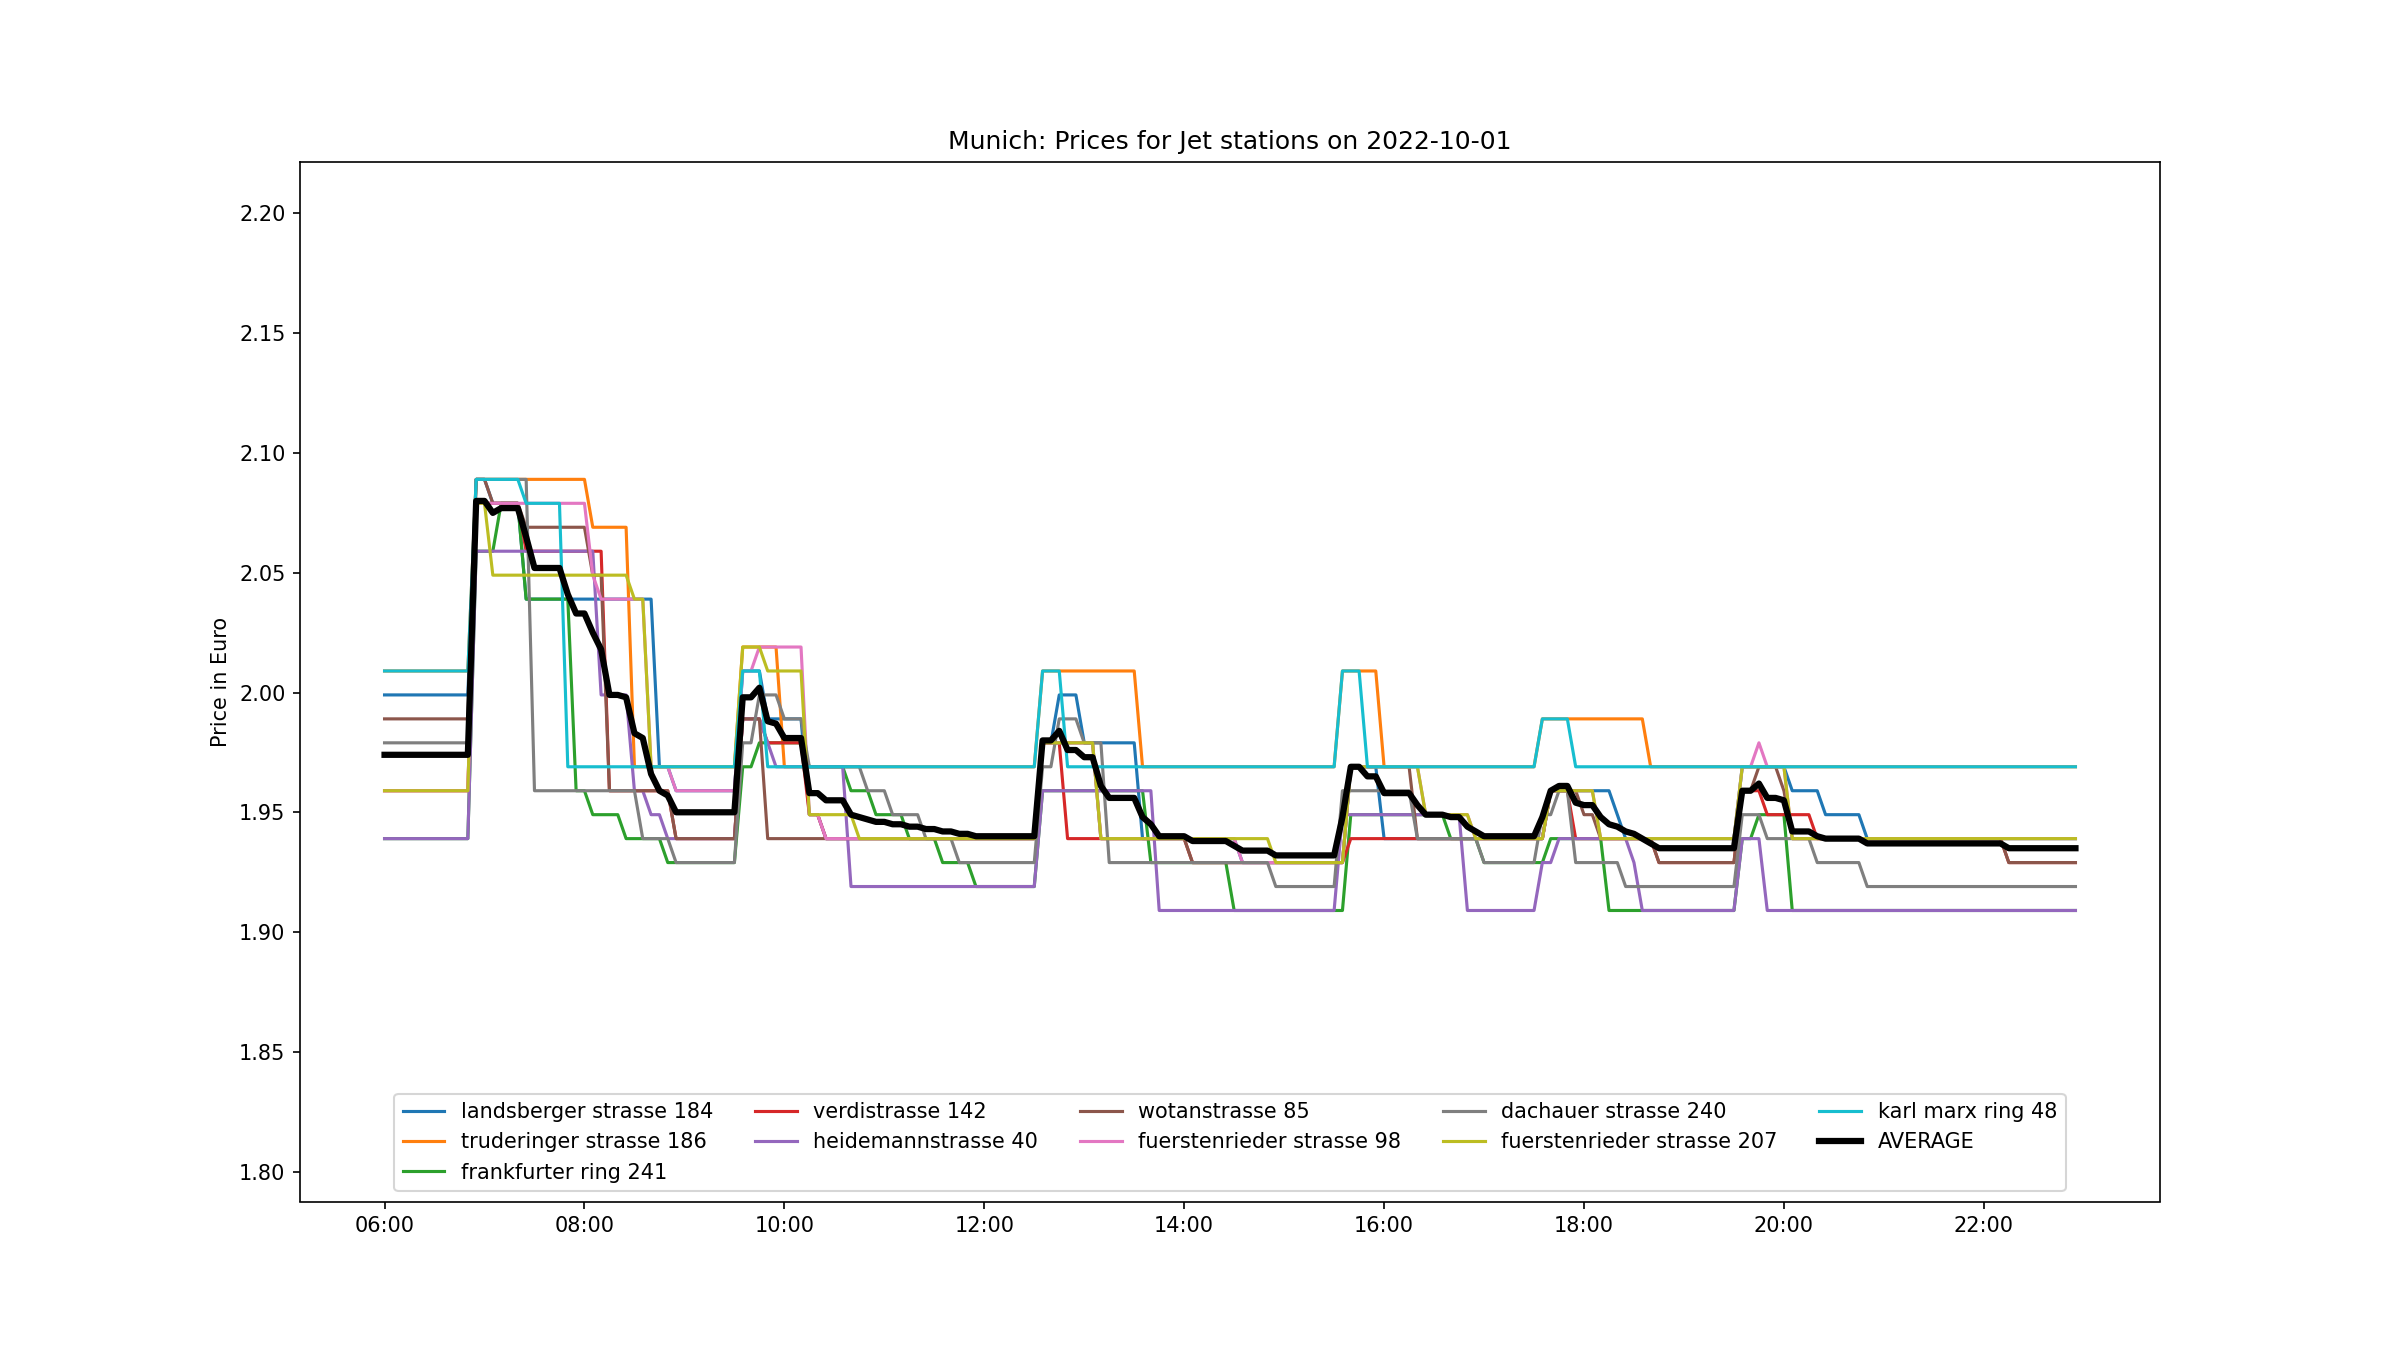 Munich: Prices for Jet stations on 2022-10-01
Price in Euro
2.20
2.15
2.10
2.05
2.00
1.95
1.90
1.85
1.80
landsberger strasse 184
truderinger strasse 186
frankfurter ring 241
verdistrasse 142
heidemannstrasse 40
wotanstrasse 85
fuerstenrieder strasse 98
dachauer strasse 240
fuerstenrieder strasse 207
karl marx ring 48
AVERAGE
06:00 08:00 10:00 12:00 14:00 16:00 18:00 20:00 22:00